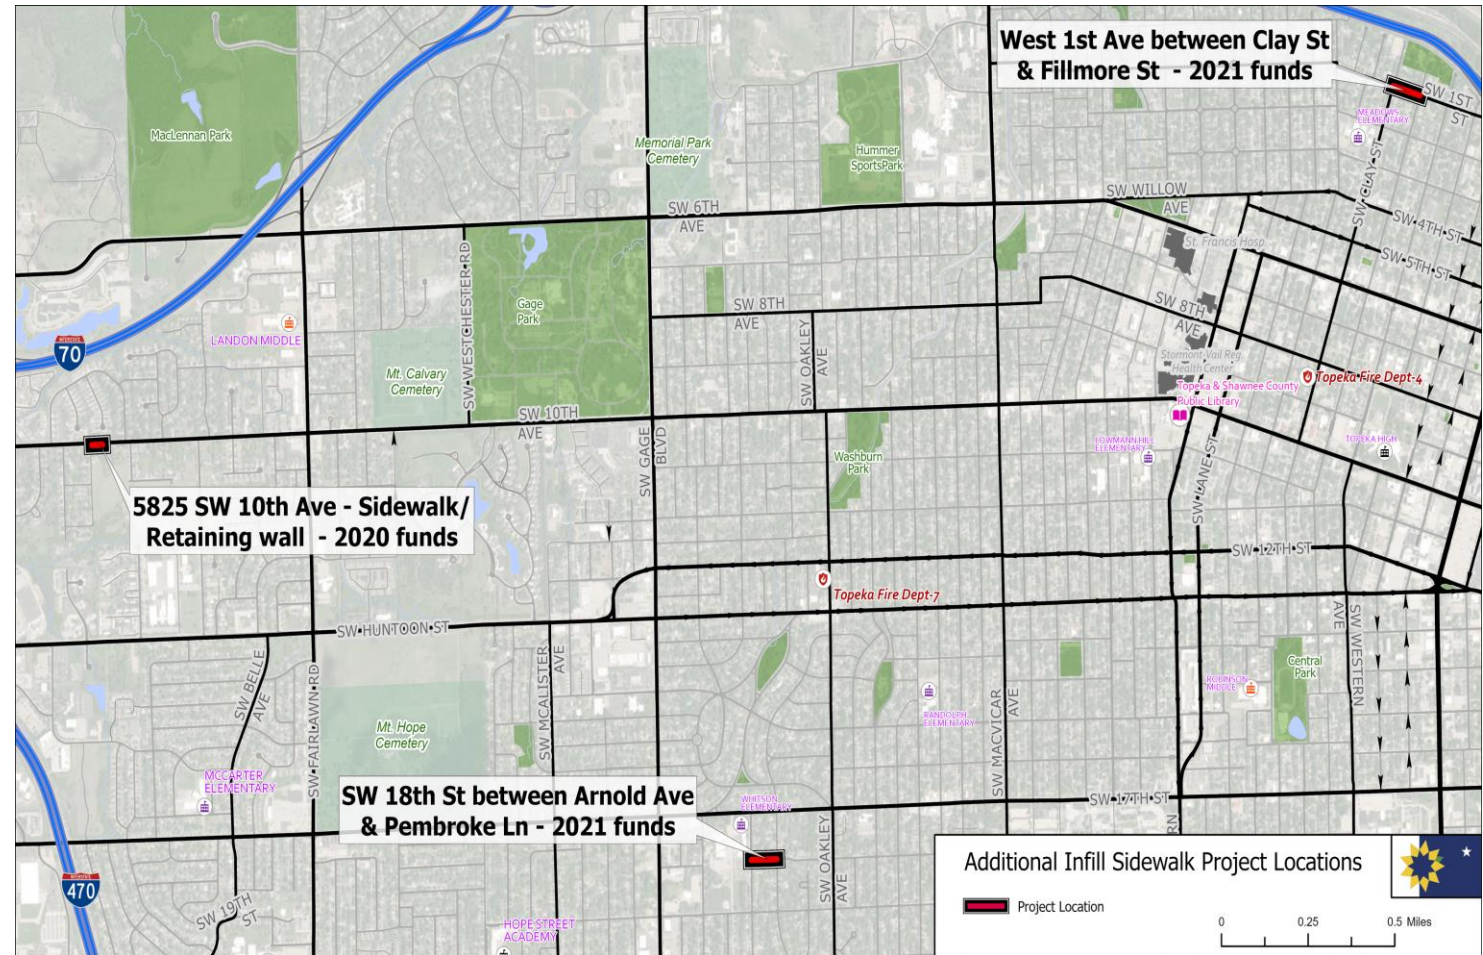 West 1st Ave between Clay St
& Fillmore St - 2021 funds
SW 1ST
ST
MEADOWS
ELEMENTARY
MacLennan Park
Memorial Park
Cemetery
Hummer
SportsPark
SW CLAY ST
SW WILLOW
AVE
SW 6TH
AVE
SW 4TH ST
SW 5TH ST
St. Francis Hosp.
SW WESTCHESTER RD
Gage
Park
SW 8TH
AVE
SW 8TH
AVE
SW OAKLEY
AVE
LANDON MIDDLE
INTERSTATE
70
Mt. Calvary
Cemetery
Stormont-Vail Reg.
Health Center
Topeka Fire Dept-4
Topeka & Shawnee County
Public Library
SW 10TH
AVE
SW GAGE
BLVD
Washburn
Park
LOWMANN HILL
ELEMENTARY
TOPEKA HIGH
SW LANE ST
5825 SW 10th Ave - Sidewalk/
Retaining wall - 2020 funds
SW 12TH ST
Topeka Fire Dept-7
SW HUNTOON ST
SW BELLE
AVE
SW FAIRLAWN RD
SW MCALISTER
AVE
SW MACVICAR
AVE
SW WESTERN
AVE
Central
Park
ROBINSON
MIDDLE
RANDOLPH
ELEMENTARY
Mt. Hope
Cemetery
MCCARTER
ELEMENTARY
SW 18th St between Arnold Ave
& Pembroke Ln - 2021 funds
WHITSON
ELEMENTARY
SW 17TH ST
RN
SW OAKLEY
AVE
INTERSTATE
470
SW 19TH
ST
HOPE STREET
ACADEMY
Additional Infill Sidewalk Project Locations
Project Location
0 0.25 0.5 Miles